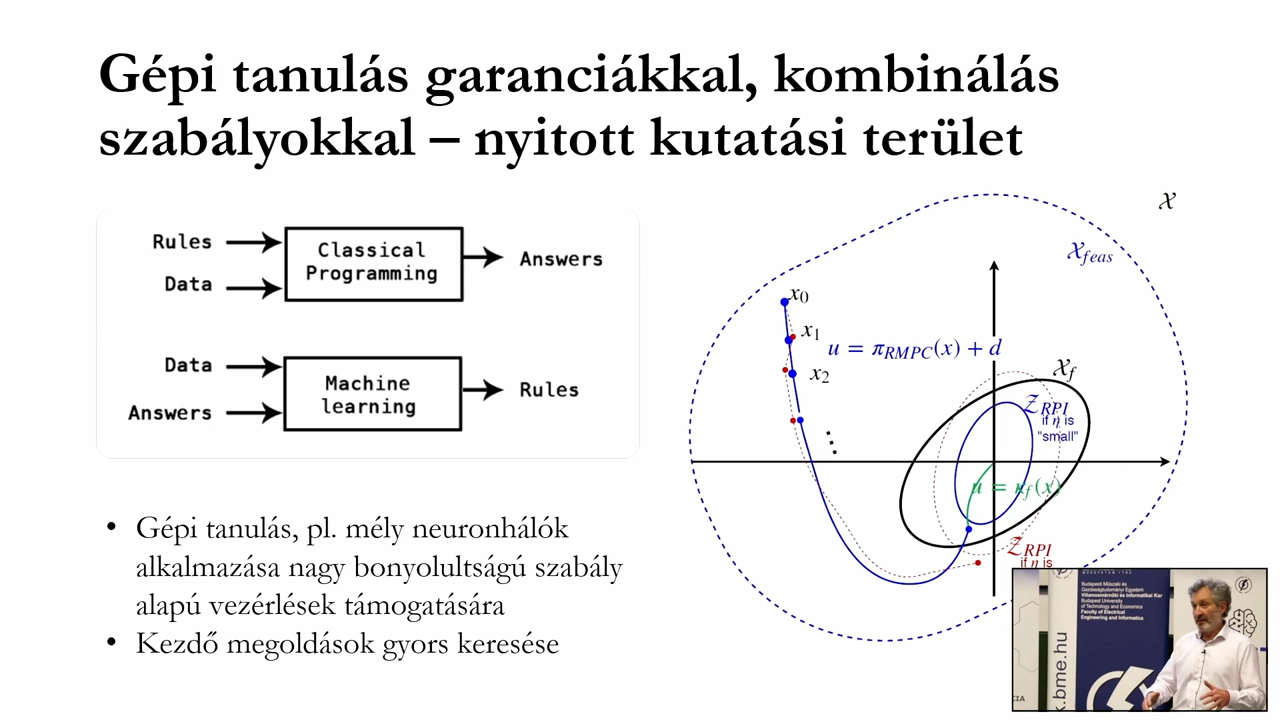 Gépi tanulás garanciákkal, kombinálás
szabályokkal – nyitott kutatási terület
Rules
Data
Classical
Programming
Answers
Data
Answers
Machine
learning
Rules
• Gépi tanulás, pl. mély neuronhálók
alkalmazása nagy bonyolultságú szabály
alapú vezérlések támogatására
• Kezdő megoldások gyors keresése
𝒳
𝒳feas
x0
x1
u = πRMPC(x) + d
x2
𝒳f
𝒵RPI
if η is
"small"
u = κf(x)
𝒵RPI
if η is
Budapesti Műszaki és
Gazdaságtudományi Egyetem
Villamosmérnöki és Informatikai Kar
Budapest University
of Technology and Economics
Faculty of Electrical
Engineering and Informatics
k.bme.hu